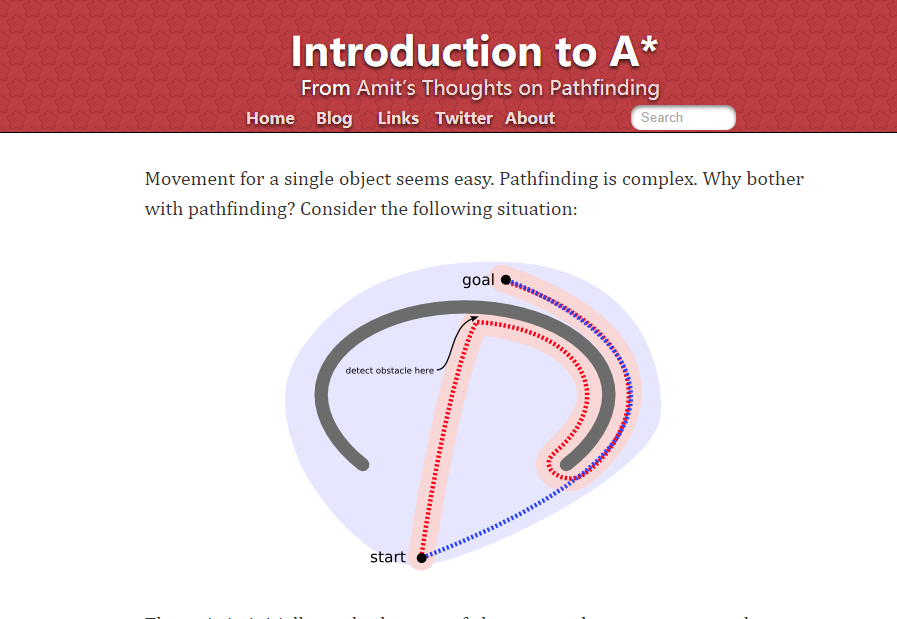 Introduction to A*
From Amit's Thoughts on Pathfinding
Home Blog Links Twitter About Search
Movement for a single object seems easy. Pathfinding is complex. Why bother
with pathfinding? Consider the following situation:
goal
detect obstacle here
start